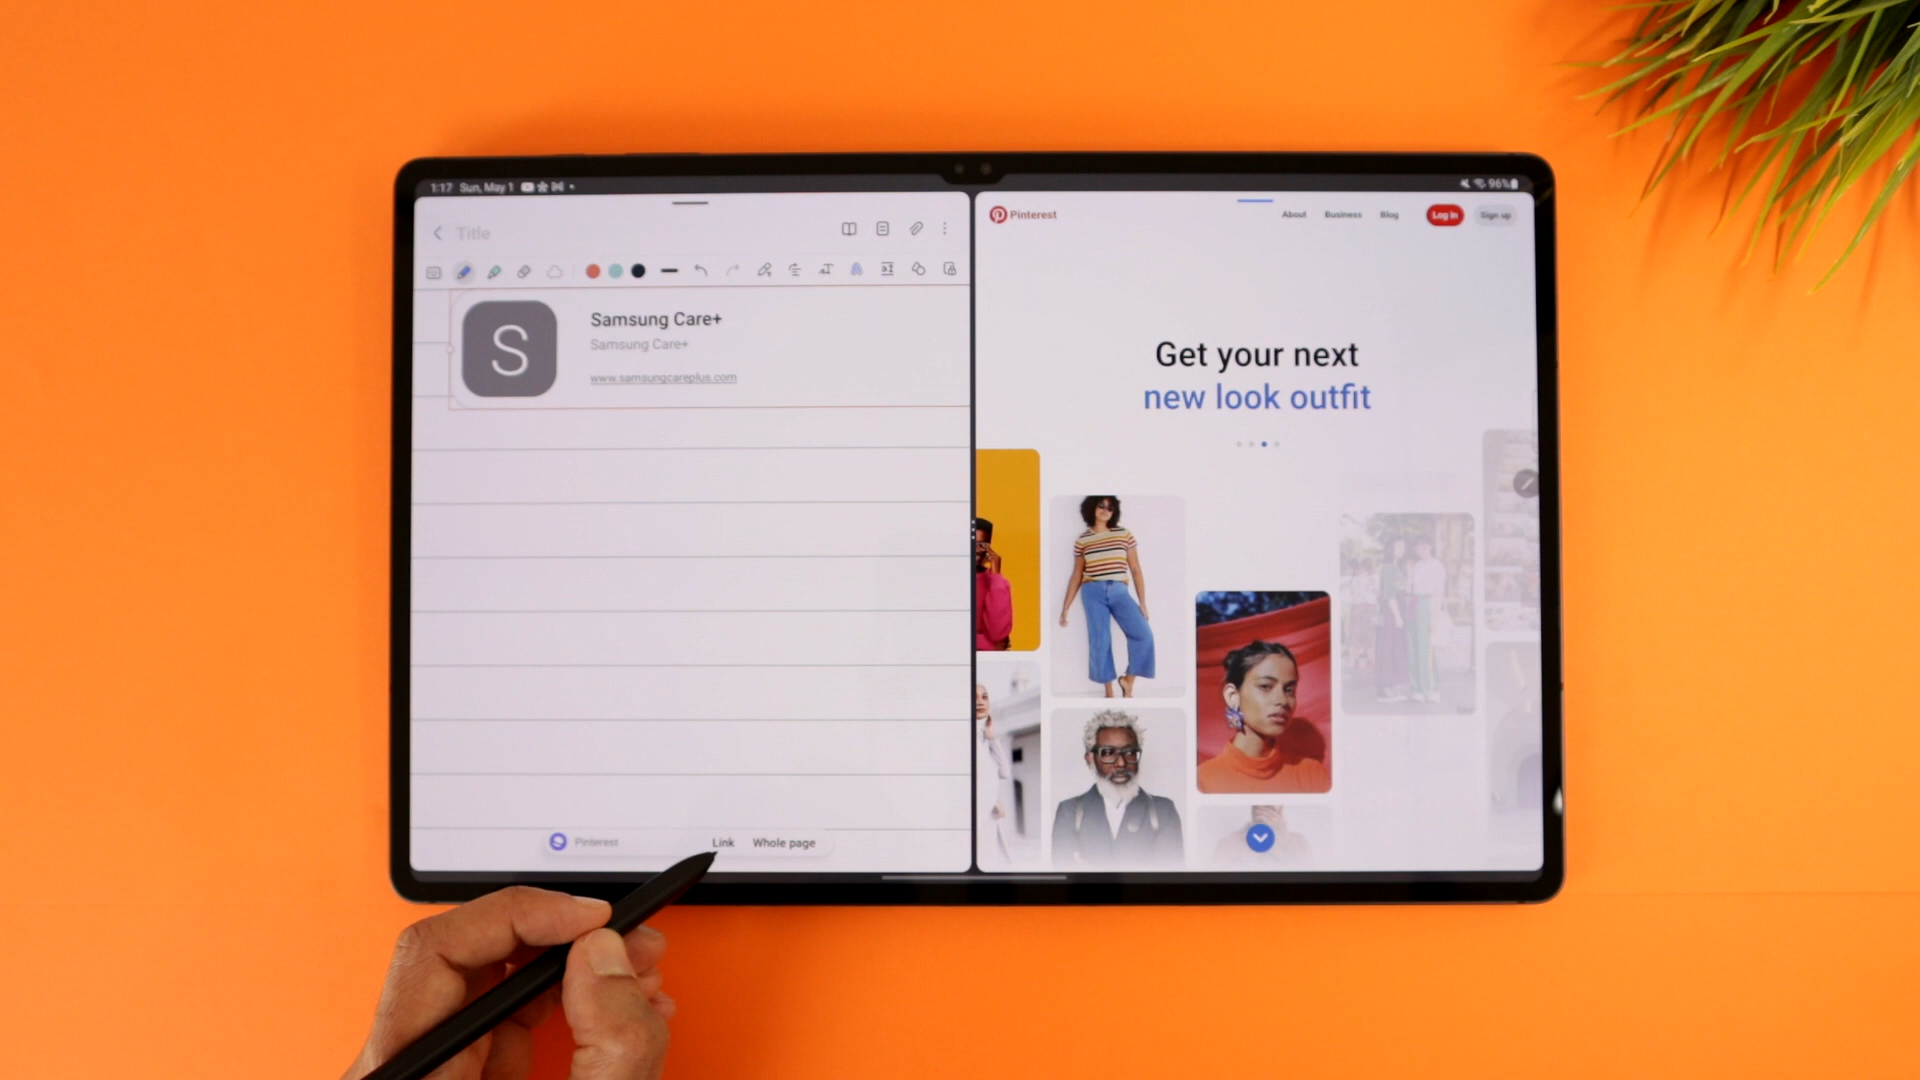 1:17 Sun, May 1
96%
Title
S
Samsung Care+
Samsung Care+
www.samsungcareplus.com
Pinterest
Link
Whole page
Pinterest
About
Business
Blog
Log in
Sign up
Get your next
new look outfit